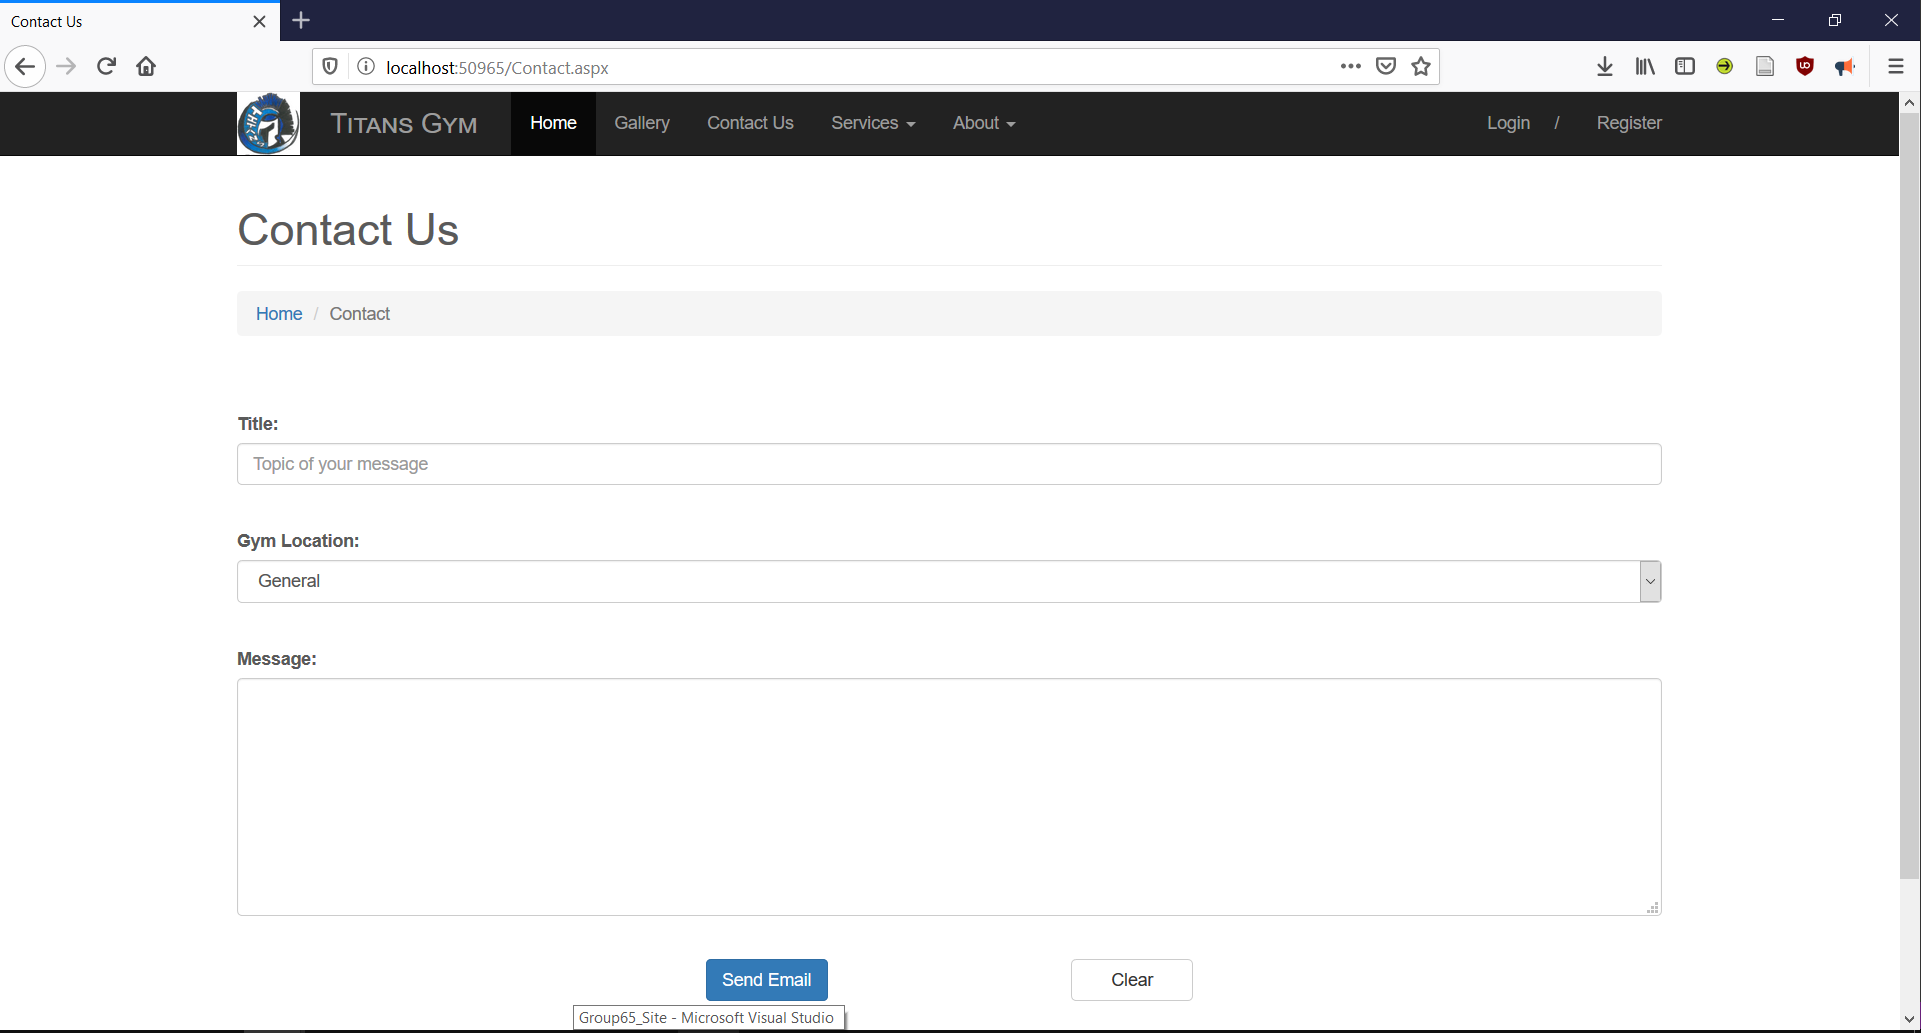 Contact Us
localhost:50965/Contact.aspx
TITANS GYM
Home
Gallery
Contact Us
Services
About
Login / Register
Contact Us
Home / Contact
Title:
Topic of your message
Gym Location:
General
Message:
Send Email
Clear
Group65_Site - Microsoft Visual Studio